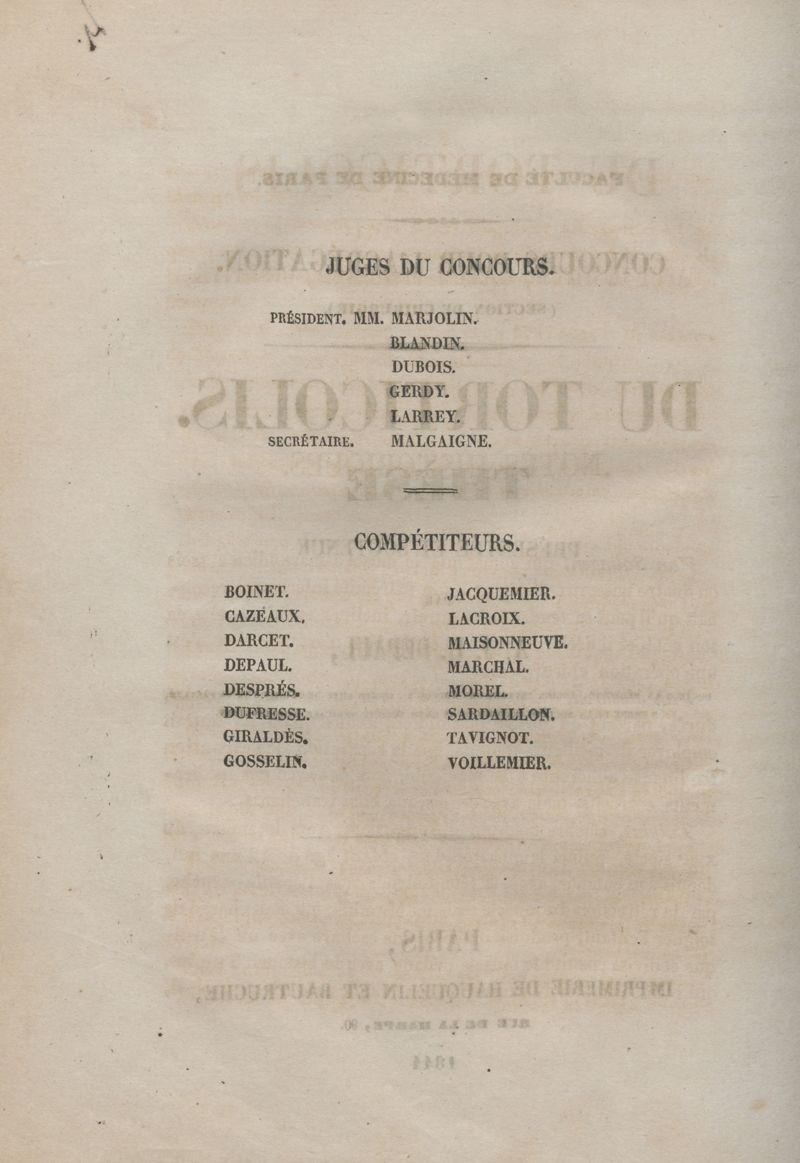 JUGES DU CONCOURS.
PRÉSIDENT. MM. MARJOLIN.
BLANDIN.
DUBOIS.
GERDY.
LARREY.
SECRÉTAIRE. MALGAIGNE.
COMPÉTITEURS.
BOINET.
CAZEAUX.
DARCET.
DEPAUL.
DESPRÉS.
DUFRESSE.
GIRALDÈS.
GOSSELIN.
JACQUEMIER.
LACROIX.
MAISONNEUVE.
MARCHAL.
MOREL.
SARDAILLON.
TAVIGNOT.
VOILLEMIER.